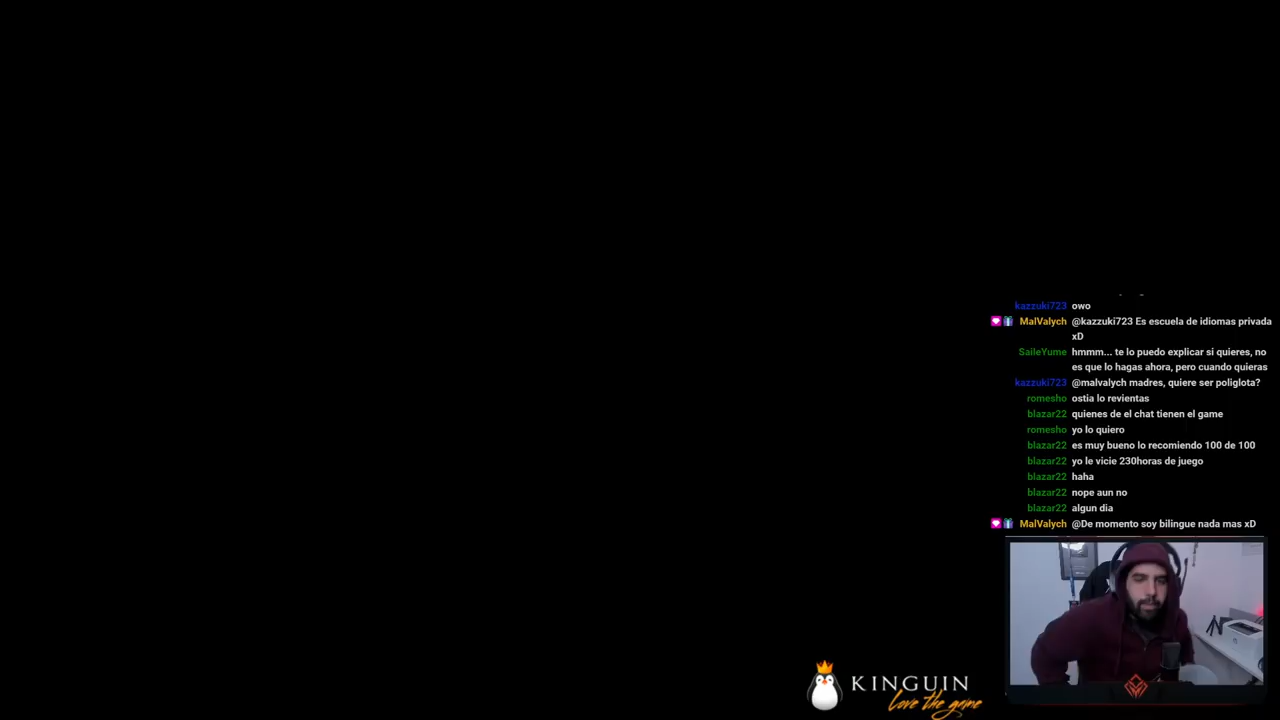 kazzuki723 owo
MalValych @kazzuki723 Es escuela de idiomas privada
xD
SaileYume hmmm... te lo puedo explicar si quieres, no
es que lo hagas ahora, pero cuando quieras
kazzuki723 @malvalych madres, quiere ser poliglota?
romesho ostia lo revientas
blazar22 quienes de el chat tienen el game
romesho yo lo quiero
blazar22 es muy bueno lo recomiendo 100 de 100
blazar22 yo le vicie 230horas de juego
blazar22 haha
blazar22 nope aun no
blazar22 algun dia
MalValych @De momento soy bilingue nada mas xD
KINGUIN
love the game